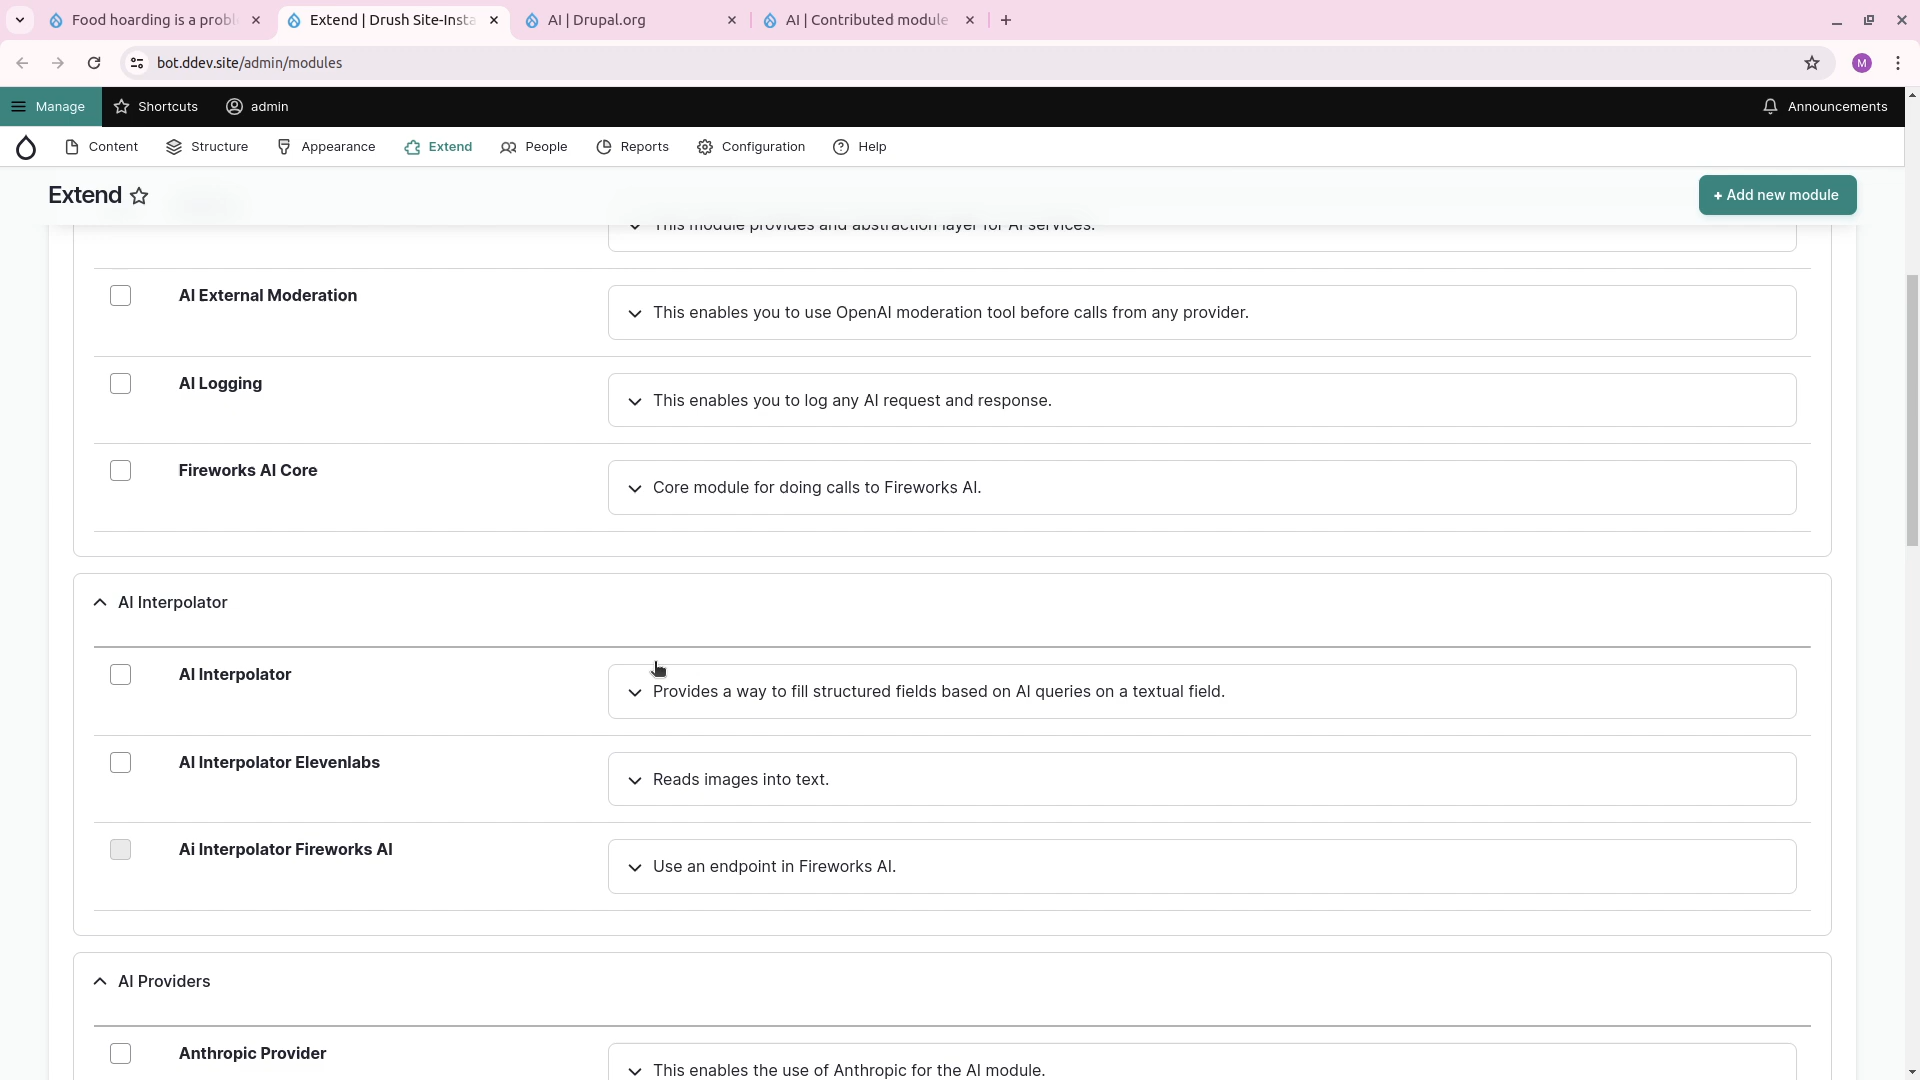 Food hoarding is a probl
Extend | Drush Site-Insta
AI | Drupal.org
AI | Contributed module
bot.ddev.site/admin/modules
M
Manage
Shortcuts
admin
Announcements
Content
Structure
Appearance
Extend
People
Reports
Configuration
Help
Extend
+ Add new module
This module provides and abstraction layer for AI services.
AI External Moderation
This enables you to use OpenAI moderation tool before calls from any provider.
AI Logging
This enables you to log any AI request and response.
Fireworks AI Core
Core module for doing calls to Fireworks AI.
AI Interpolator
AI Interpolator
Provides a way to fill structured fields based on AI queries on a textual field.
AI Interpolator Elevenlabs
Reads images into text.
Ai Interpolator Fireworks AI
Use an endpoint in Fireworks AI.
AI Providers
Anthropic Provider
This enables the use of Anthropic for the AI module.